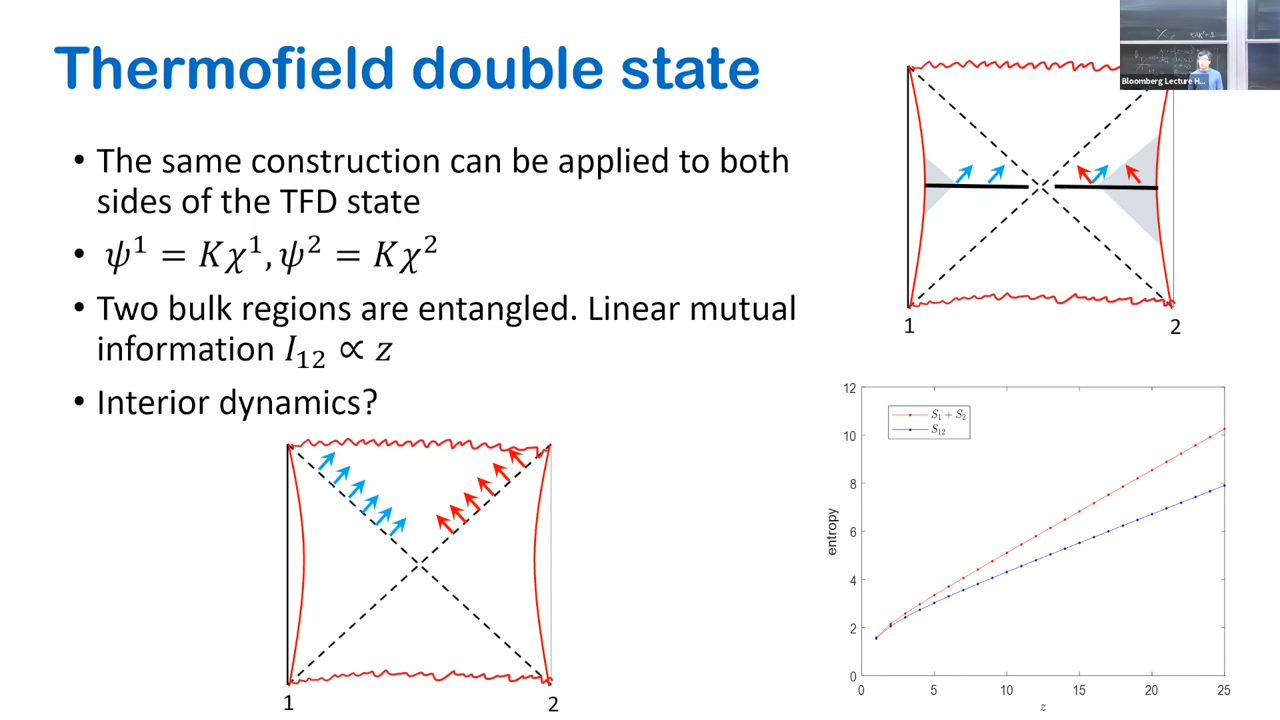 Thermofield double state
• The same construction can be applied to both
sides of the TFD state
• ψ¹ = Kχ¹, ψ² = Kχ²
• Two bulk regions are entangled. Linear mutual
information I₁₂ ∝ z
• Interior dynamics?
1
2
1
2
Bloomberg Lecture H...
12
10
8
6
4
2
0
entropy
S₁ + S₂
S₁₂
0 5 10 15 20 25
z